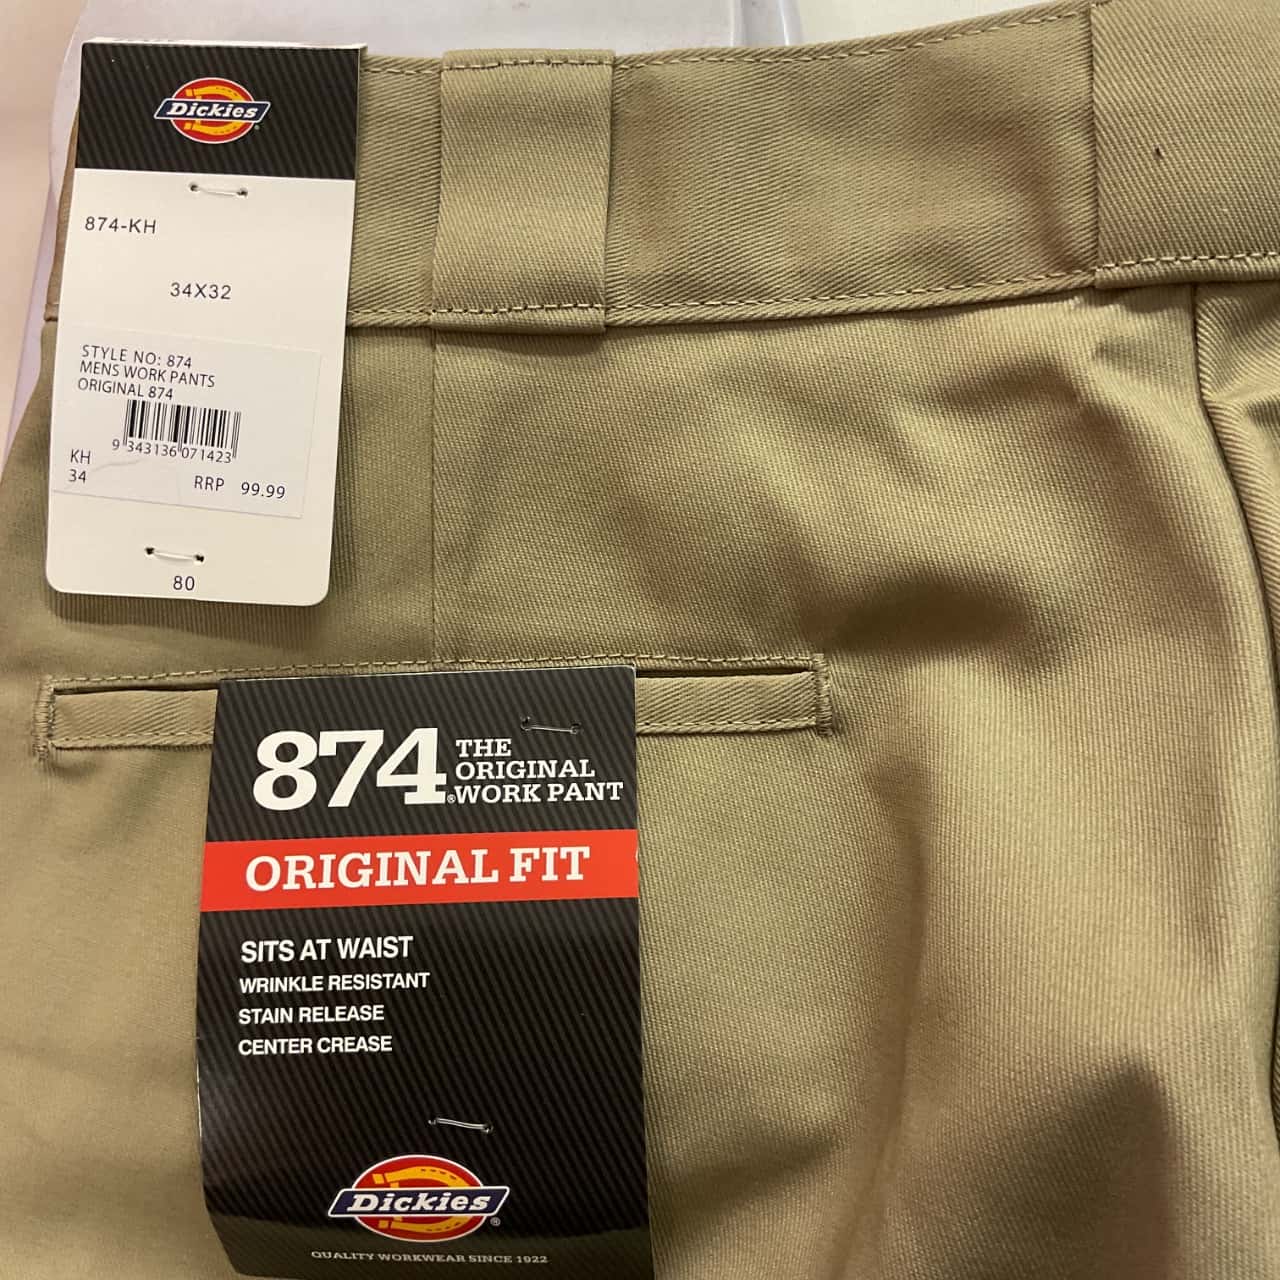 Dickies
874-KH
34X32
STYLE NO: 874
MENS WORK PANTS
ORIGINAL 874
9 343136 071423
KH
34
RRP 99.99
80
874®
THE
ORIGINAL
WORK PANT
ORIGINAL FIT
SITS AT WAIST
WRINKLE RESISTANT
STAIN RELEASE
CENTER CREASE
Dickies®
QUALITY WORKWEAR SINCE 1922